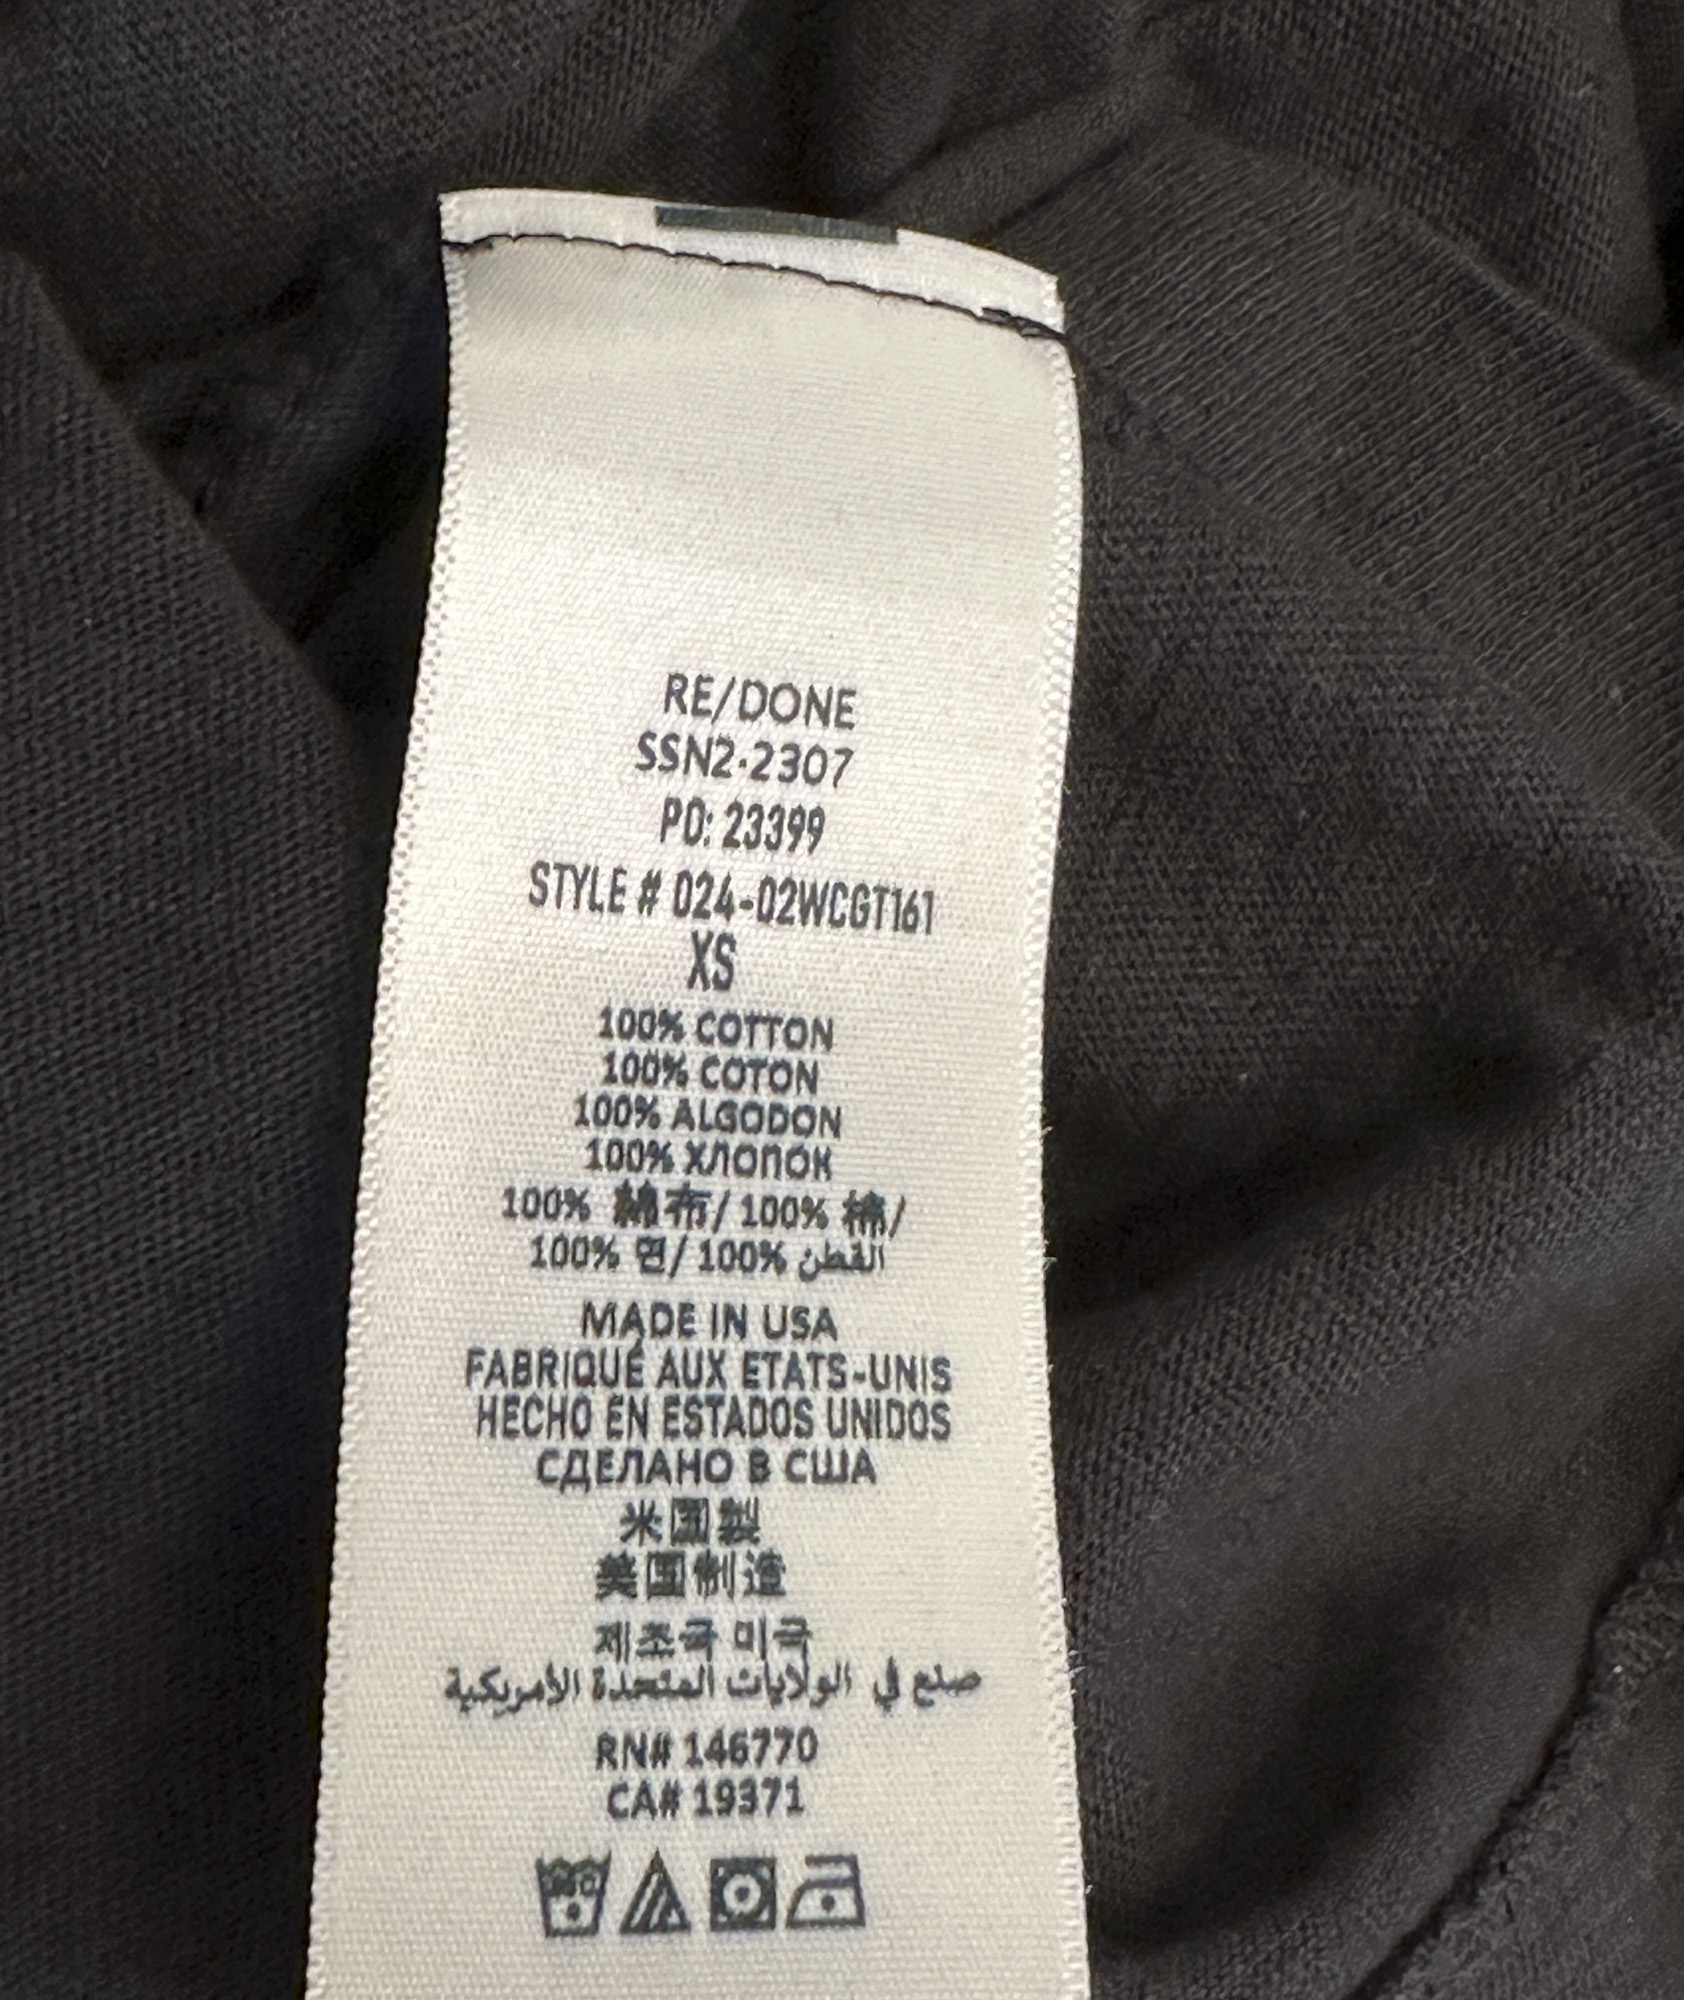 RE/DONE
SSN2-2307
PO: 23399
STYLE # 024-02WCGT161
XS
100% COTTON
100% COTON
100% ALGODON
100% ХЛОПОК
100% 綿布/ 100% 棉/
100% 면/ 100% القطن
MADE IN USA
FABRIQUÉ AUX ETATS-UNIS
HECHO EN ESTADOS UNIDOS
СДЕЛАНО В США
米国製
美国制造
제조국 미국
صنع في الولايات المتحدة الأمريكية
RN# 146770
CA# 19371